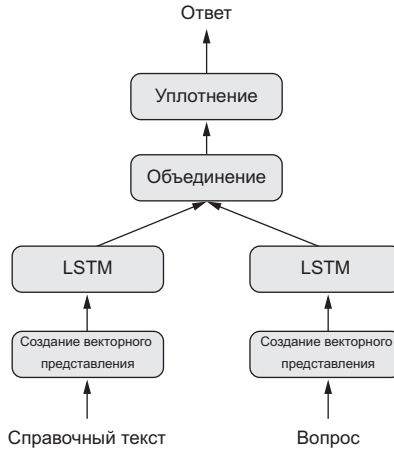 Ответ
Уплотнение
Объединение
LSTM
LSTM
Создание векторного
представления
Создание векторного
представления
Справочный текст
Вопрос